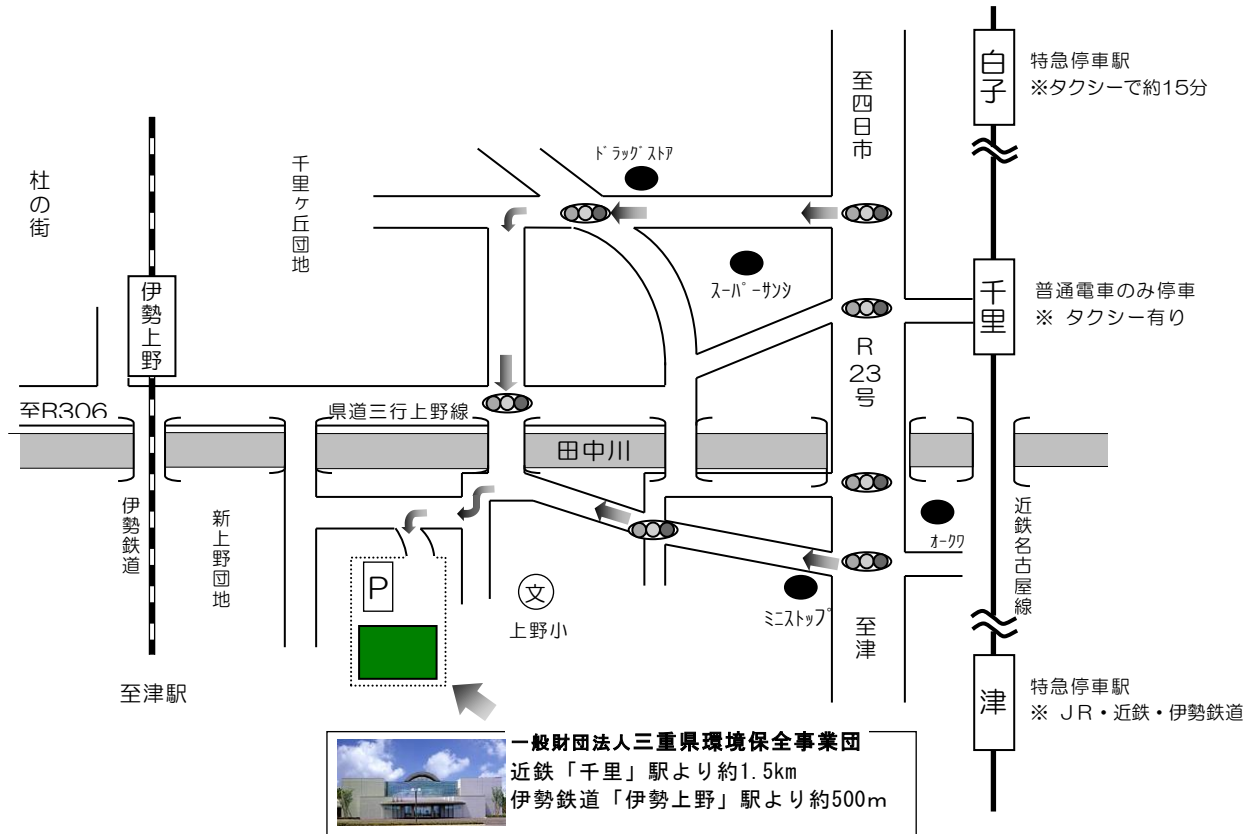 白子
特急停車駅
※タクシーで約15分
至四日市
ドラッグストア
杜の街
千里ヶ丘団地
スーパーサンシ
千里
普通電車のみ停車
※ タクシー有り
伊勢上野
R23号
至R306
県道三行上野線
田中川
伊勢鉄道
新上野団地
オークワ
近鉄名古屋線
P
文
上野小
ミニストップ
至津
至津駅
津
特急停車駅
※ JR・近鉄・伊勢鉄道
一般財団法人三重県環境保全事業団
近鉄「千里」駅より約1.5km
伊勢鉄道「伊勢上野」駅より約500m